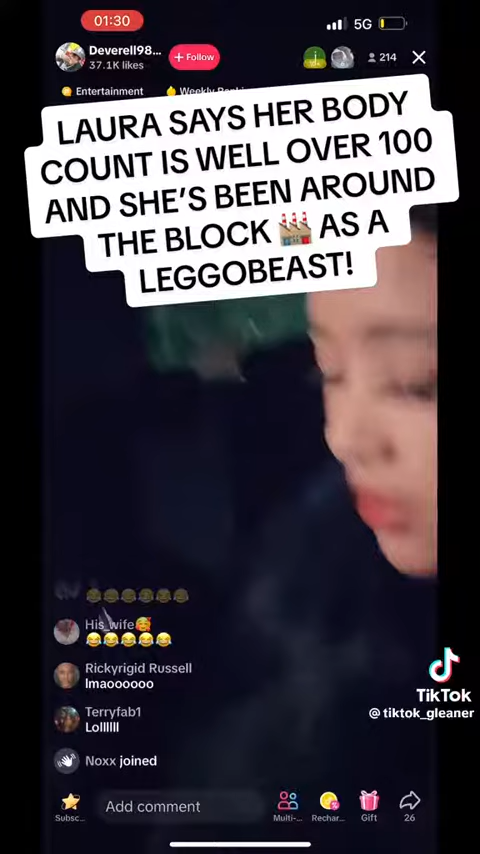 01:30
5G
Deverell98...
37.1K likes
+ Follow
214
Entertainment
LAURA SAYS HER BODY
COUNT IS WELL OVER 100
AND SHE'S BEEN AROUND
THE BLOCK 🏭 AS A
LEGGOBEAST!
😂😂😂😂😂😂
His wife🥰
😂😂😂😂😂
Rickyrigid Russell
lmaoooooo
Terryfab1
Lolllllll
Noxx joined
TikTok
@tiktok_gleaner
Subsc...
Add comment
Multi-...
Rechar...
Gift
26